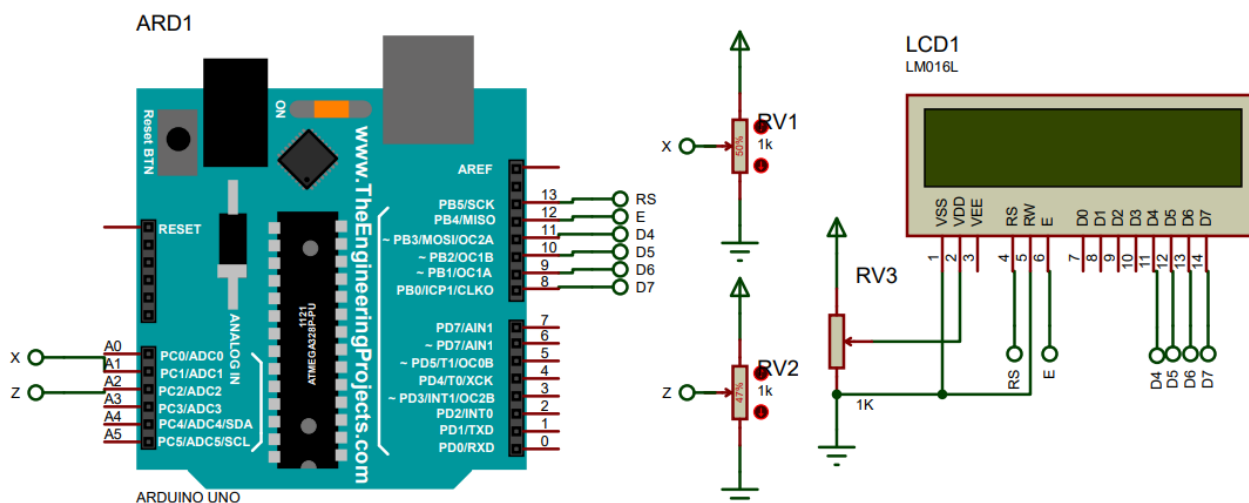 ARD1
Reset BTN
ON
www.TheEngineeringProjects.com
RESET
ANALOG IN
1121
ATMEGA328P-PU
AREF
PB5/SCK 13 RS
PB4/MISO 12 E
~ PB3/MOSI/OC2A 11 D4
~ PB2/OC1B 10 D5
~ PB1/OC1A 9 D6
PB0/ICP1/CLKO 8 D7
PD7/AIN1 7
~ PD7/AIN1 6
~ PD5/T1/OC0B 5
PD4/T0/XCK 4
~ PD3/INT1/OC2B 3
PD2/INT0 2
PD1/TXD 1
PD0/RXD 0
X
Z
A0 PC0/ADC0
A1 PC1/ADC1
A2 PC2/ADC2
A3 PC3/ADC3
A4 PC4/ADC4/SDA
A5 PC5/ADC5/SCL
ARDUINO UNO
RV1
X
50%
1k
RV2
Z
47%
1k
RV3
1K
LCD1
LM016L
VSS VDD VEE RS RW E D0 D1 D2 D3 D4 D5 D6 D7
1 2 3 4 5 6 7 8 9 10 11 12 13 14
RS E D4 D5 D6 D7